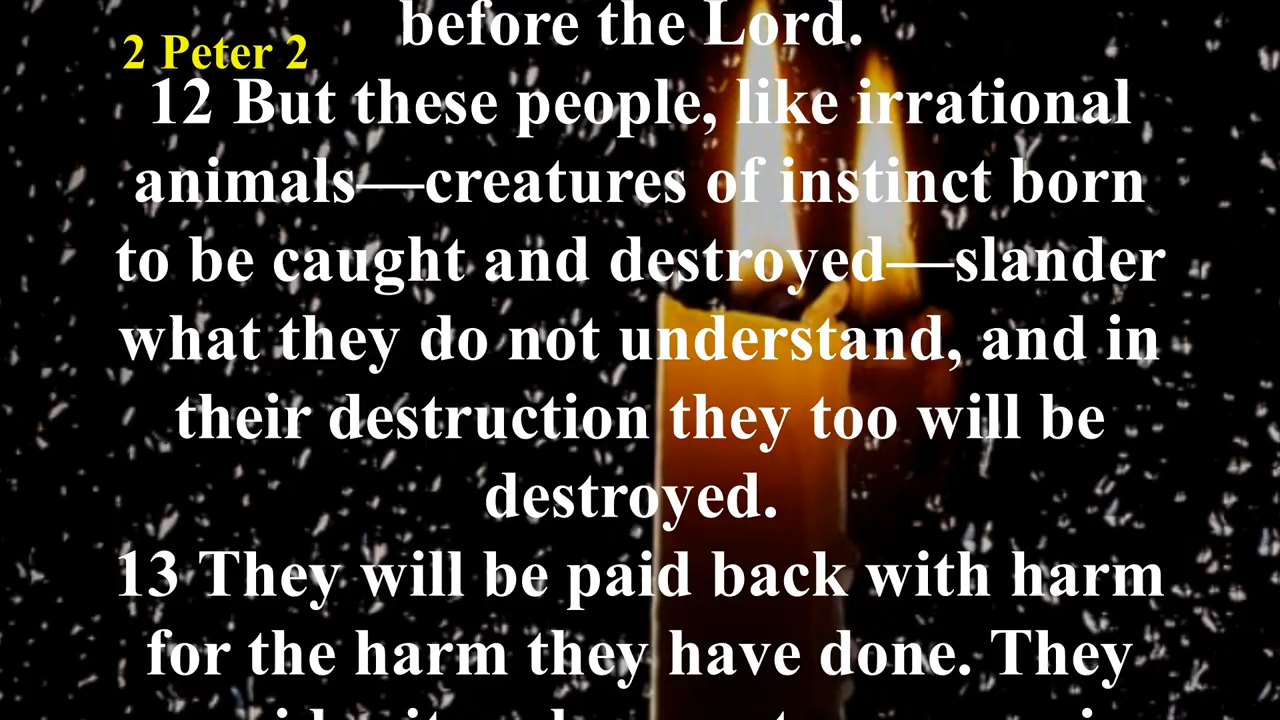 before the Lord.
2 Peter 2
12 But these people, like irrational
animals—creatures of instinct born
to be caught and destroyed—slander
what they do not understand, and in
their destruction they too will be
destroyed.
13 They will be paid back with harm
for the harm they have done. They